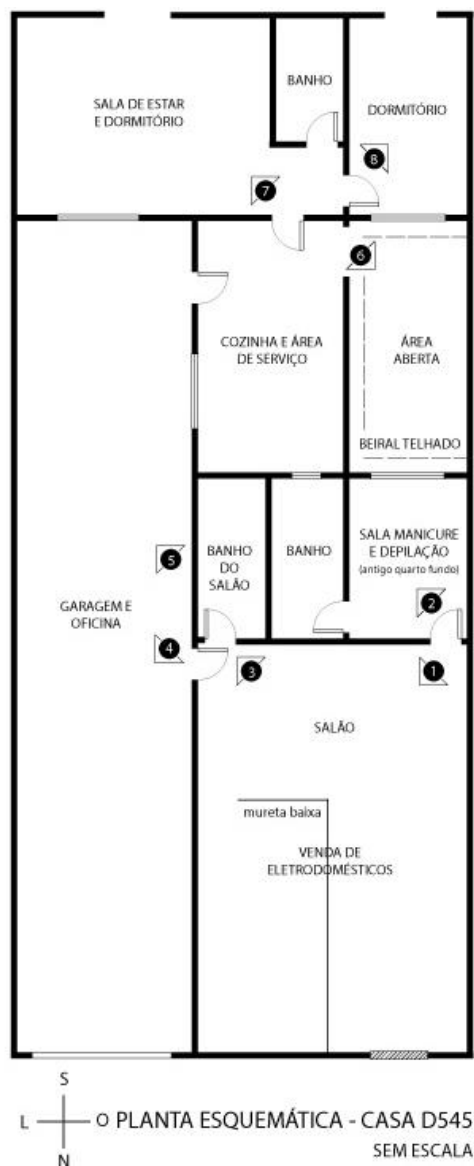 SALA DE ESTAR
E DORMITÓRIO
BANHO
DORMITÓRIO
8
7
6
COZINHA E ÁREA
DE SERVIÇO
ÁREA
ABERTA
BEIRAL TELHADO
5
BANHO
DO
SALÃO
BANHO
SALA MANICURE
E DEPILAÇÃO
(antigo quarto fundo)
2
GARAGEM E
OFICINA
4
3
1
SALÃO
mureta baixa
VENDA DE
ELETRODOMÉSTICOS
S
L
O
N
PLANTA ESQUEMÁTICA - CASA D545
SEM ESCALA